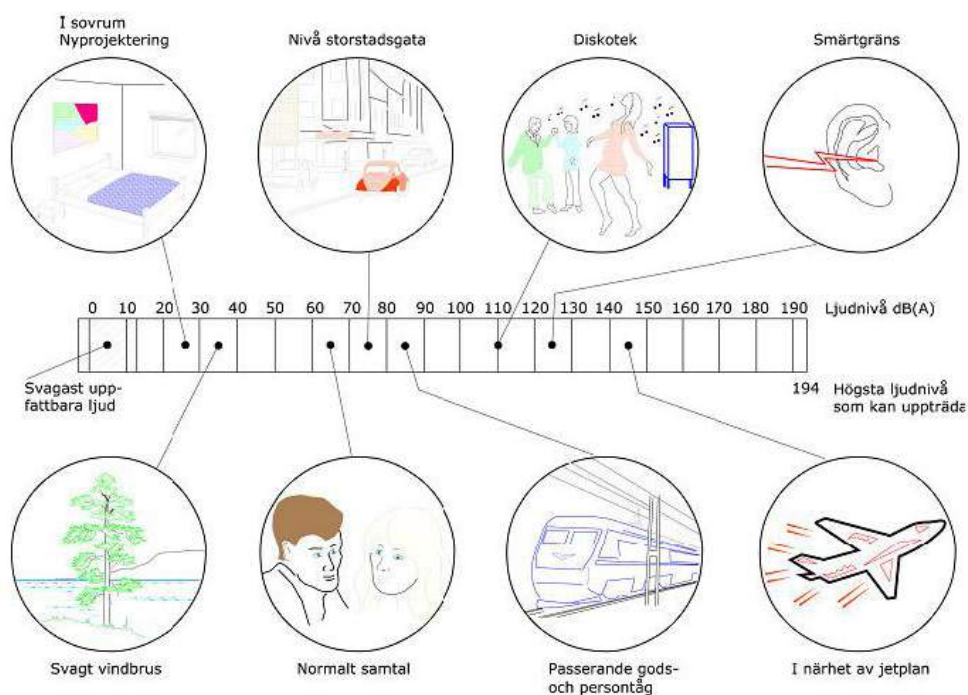 I sovrum
Nyprojektering
Nivå storstadsgata
Diskotek
Smärtgräns
0 10 20 30 40 50 60 70 80 90 100 110 120 130 140 150 160 170 180 190 Ljudnivå dB(A)
Svagast upp-
fattbara ljud
194 Högsta ljudnivå
som kan uppträda
Svagt vindbrus
Normalt samtal
Passerande gods-
och persontåg
I närhet av jetplan